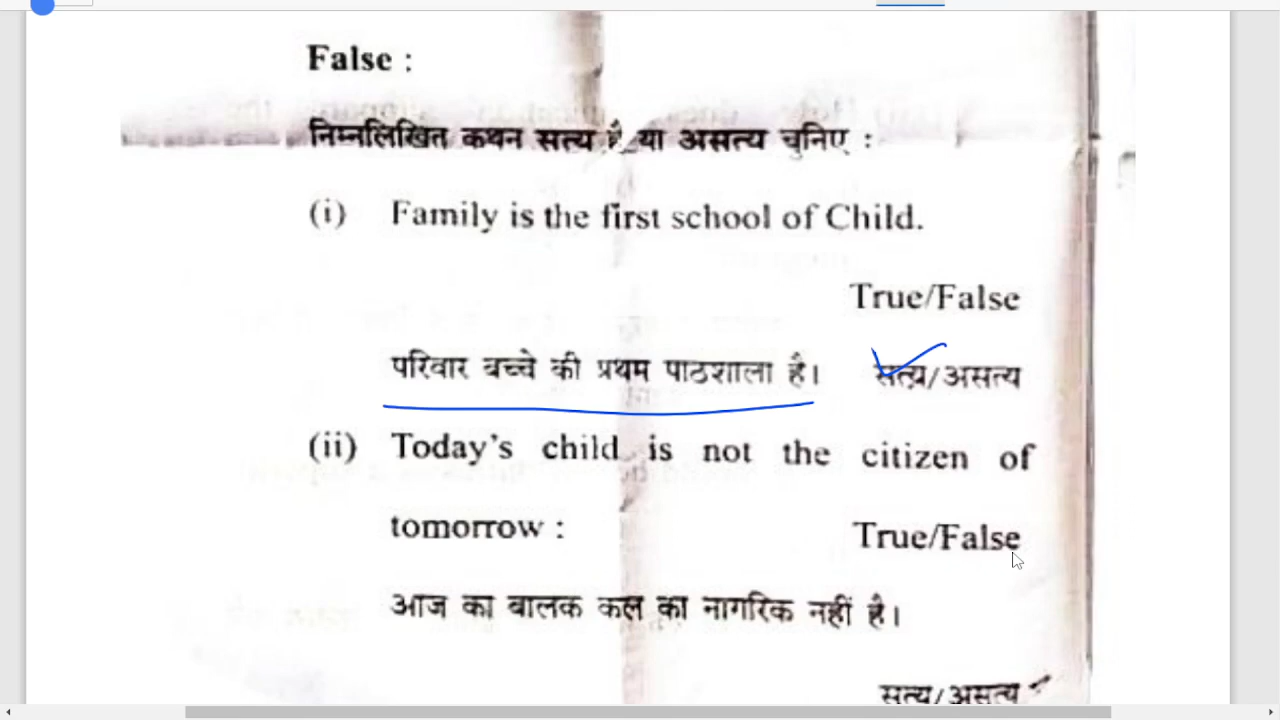 False :
निम्नलिखित कथन सत्य है या असत्य चुनिए :
(i) Family is the first school of Child.
True/False
परिवार बच्चे की प्रथम पाठशाला है। सत्य/असत्य
(ii) Today's child is not the citizen of
tomorrow : True/False
आज का बालक कल का नागरिक नहीं है।
सत्य/असत्य